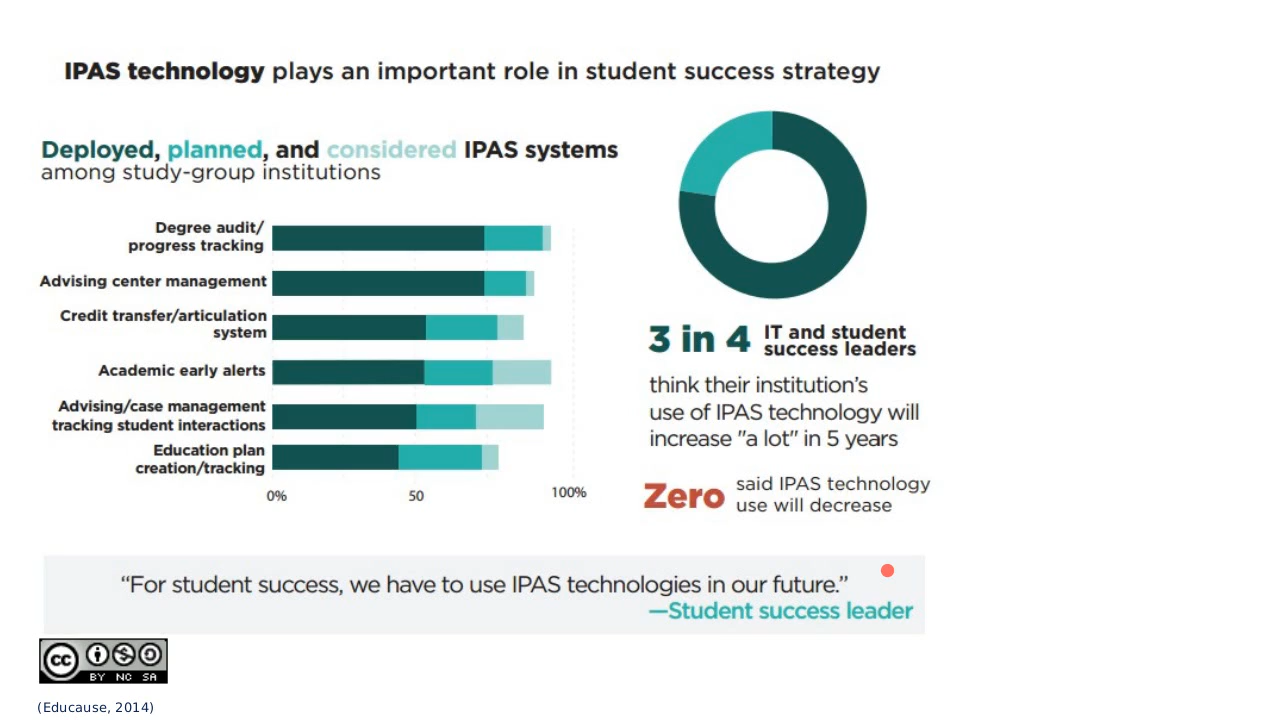 IPAS technology plays an important role in student success strategy
Deployed, planned, and considered IPAS systems
among study-group institutions
Degree audit/
progress tracking
Advising center management
Credit transfer/articulation
system
Academic early alerts
Advising/case management
tracking student interactions
Education plan
creation/tracking
0%
50
100%
3 in 4
IT and student
success leaders
think their institution's
use of IPAS technology will
increase "a lot" in 5 years
Zero
said IPAS technology
use will decrease
“For student success, we have to use IPAS technologies in our future.”
—Student success leader
cc
BY NC SA
(Educause, 2014)